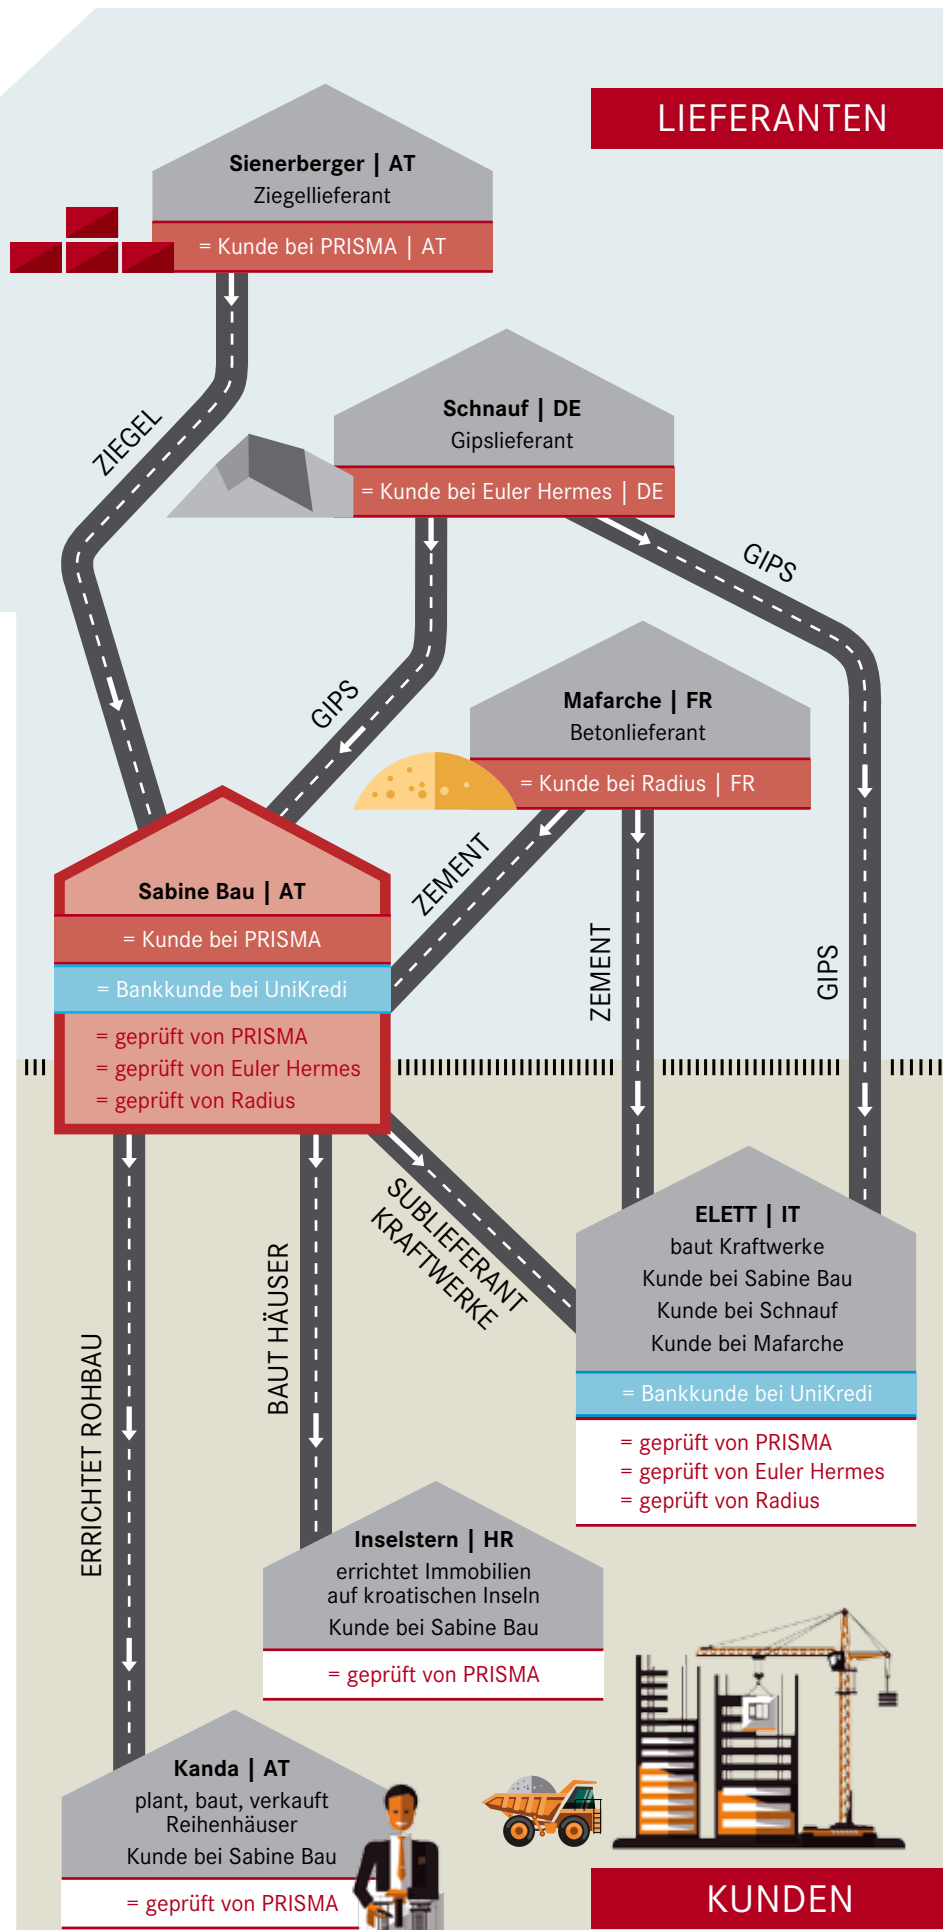 LIEFERANTEN
Sienerberger | AT
Ziegellieferant
= Kunde bei PRISMA | AT
ZIEGEL
Schnauf | DE
Gipslieferant
= Kunde bei Euler Hermes | DE
GIPS
GIPS
Mafarche | FR
Betonlieferant
= Kunde bei Radius | FR
ZEMENT
ZEMENT
GIPS
Sabine Bau | AT
= Kunde bei PRISMA
= Bankkunde bei UniKredi
= geprüft von PRISMA
= geprüft von Euler Hermes
= geprüft von Radius
SUBLIEFERANT
KRAFTWERKE
BAUT HÄUSER
ERRICHTET ROHBAU
ELETT | IT
baut Kraftwerke
Kunde bei Sabine Bau
Kunde bei Schnauf
Kunde bei Mafarche
= Bankkunde bei UniKredi
= geprüft von PRISMA
= geprüft von Euler Hermes
= geprüft von Radius
Inselstern | HR
errichtet Immobilien
auf kroatischen Inseln
Kunde bei Sabine Bau
= geprüft von PRISMA
Kanda | AT
plant, baut, verkauft
Reihenhäuser
Kunde bei Sabine Bau
= geprüft von PRISMA
KUNDEN